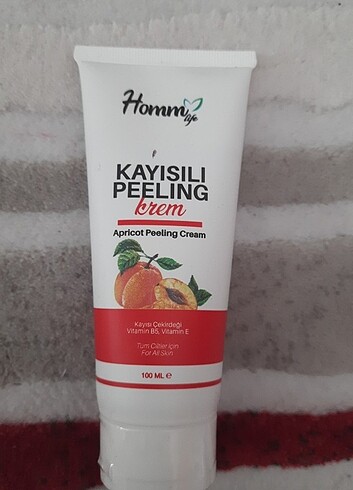 Homm
life
KAYISILI
PEELING
krem
Apricot Peeling Cream
Kayısı Çekirdeği
Vitamin B5, Vitamin E
Tüm Ciltler için
For All Skin
100 ML ℮